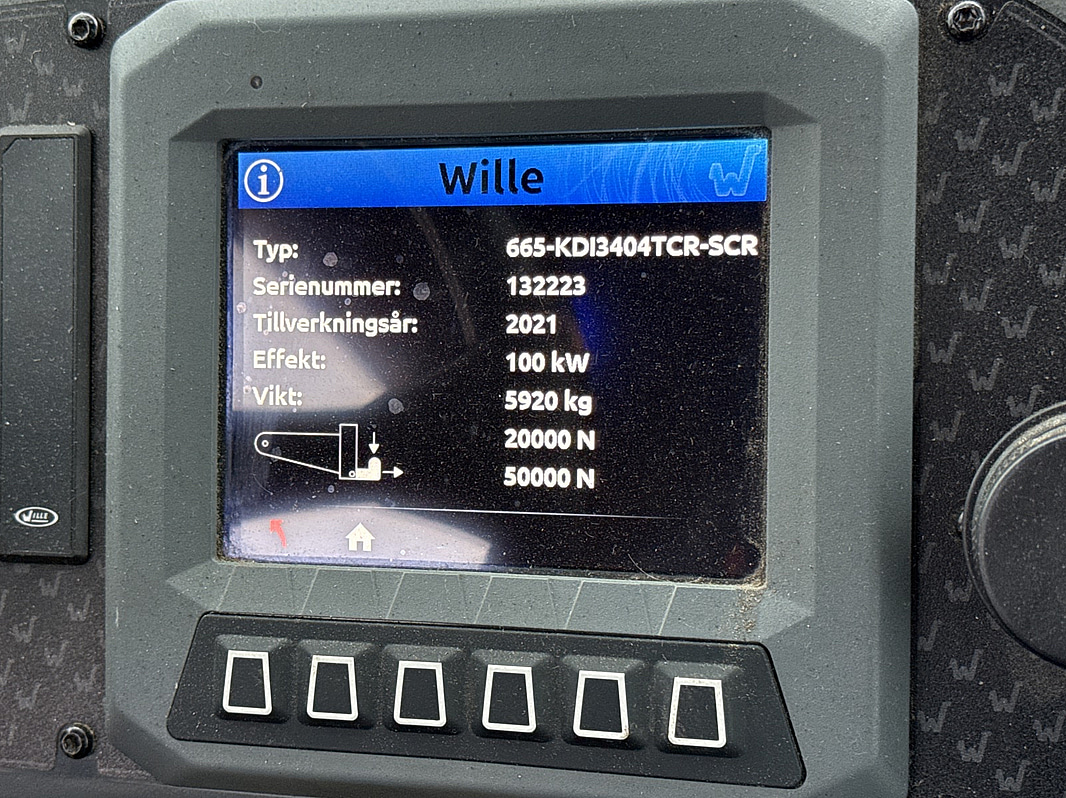 Wille
Typ: 665-KDI3404TCR-SCR
Serienummer: 132223
Tillverkningsår: 2021
Effekt: 100 kW
Vikt: 5920 kg
20000 N
50000 N
WILLE